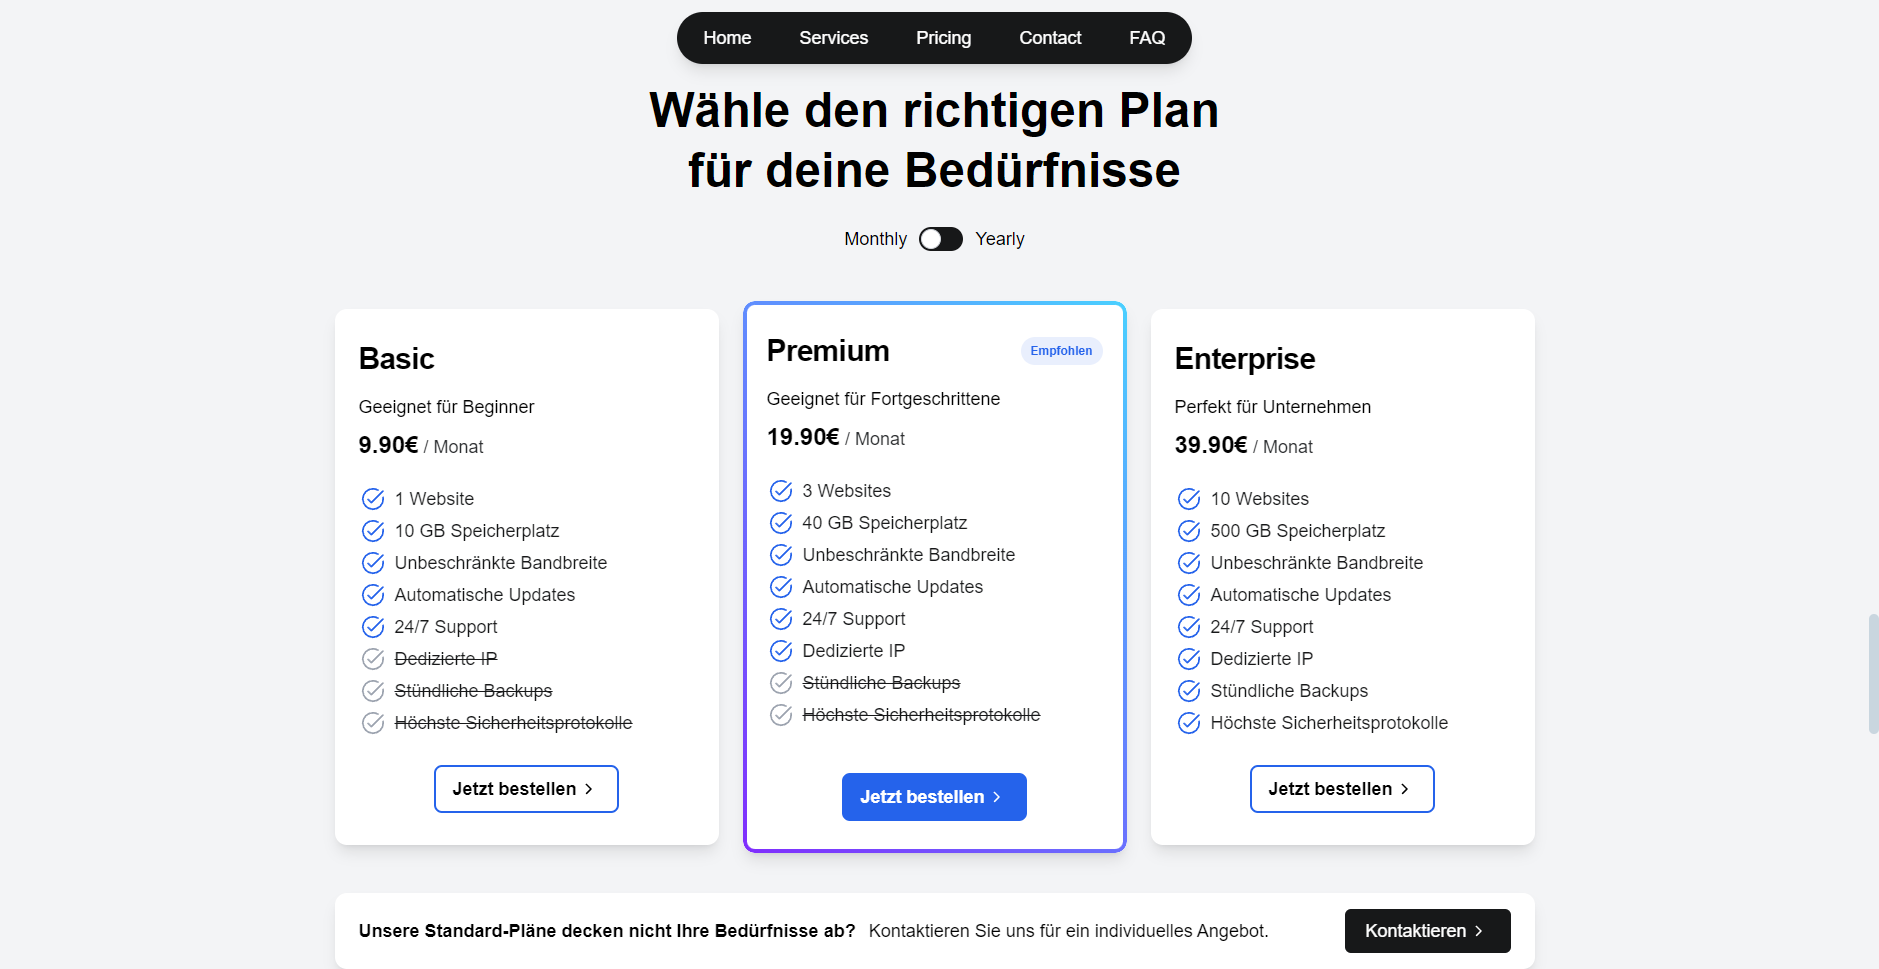 Home Services Pricing Contact FAQ
Wähle den richtigen Plan
für deine Bedürfnisse
Monthly Yearly
Basic
Geeignet für Beginner
9.90€ / Monat
1 Website
10 GB Speicherplatz
Unbeschränkte Bandbreite
Automatische Updates
24/7 Support
Dedizierte IP
Stündliche Backups
Höchste Sicherheitsprotokolle
Jetzt bestellen
Premium Empfohlen
Geeignet für Fortgeschrittene
19.90€ / Monat
3 Websites
40 GB Speicherplatz
Unbeschränkte Bandbreite
Automatische Updates
24/7 Support
Dedizierte IP
Stündliche Backups
Höchste Sicherheitsprotokolle
Jetzt bestellen
Enterprise
Perfekt für Unternehmen
39.90€ / Monat
10 Websites
500 GB Speicherplatz
Unbeschränkte Bandbreite
Automatische Updates
24/7 Support
Dedizierte IP
Stündliche Backups
Höchste Sicherheitsprotokolle
Jetzt bestellen
Unsere Standard-Pläne decken nicht Ihre Bedürfnisse ab? Kontaktieren Sie uns für ein individuelles Angebot. Kontaktieren